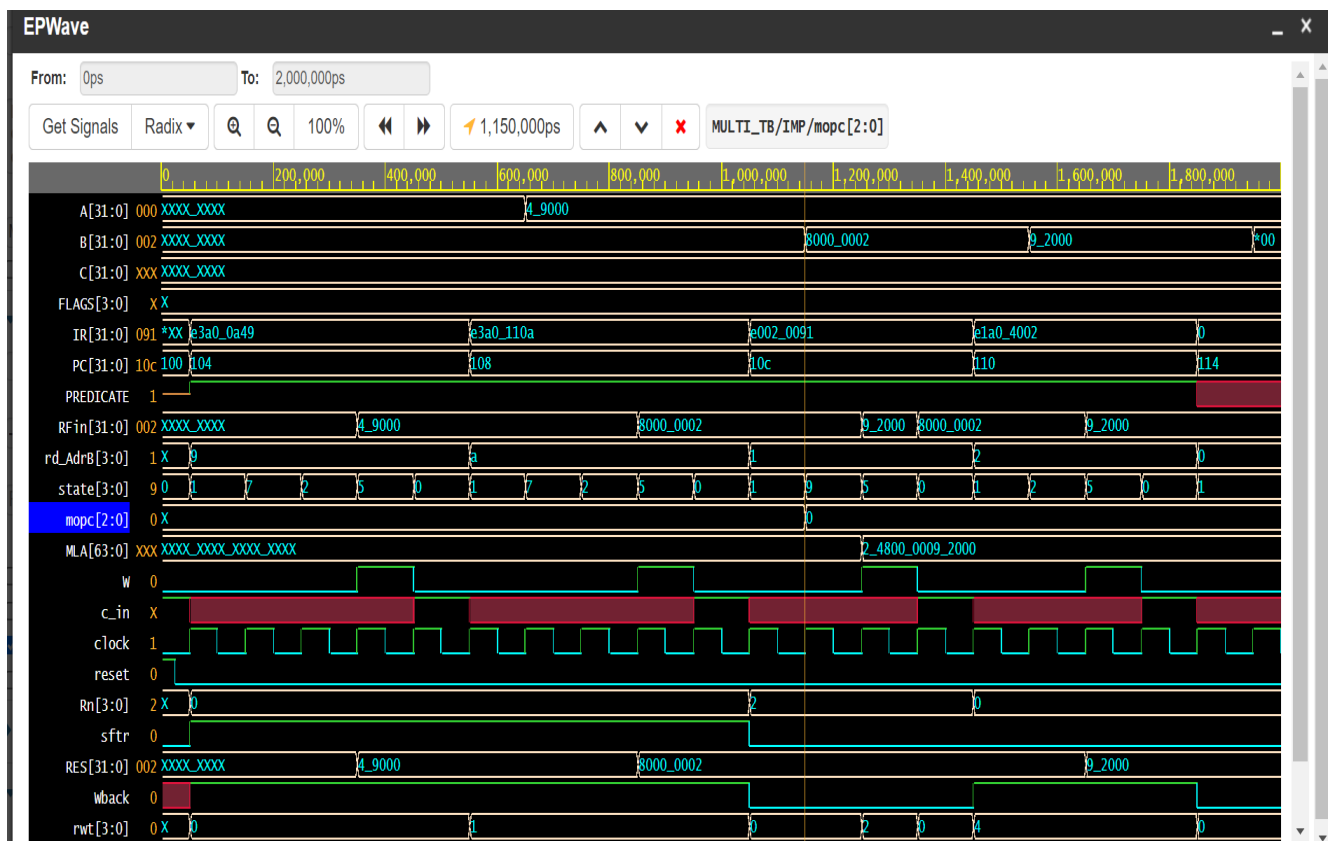 EPWave
From: 0ps To: 2,000,000ps
Get Signals Radix 100% 1,150,000ps MULTI_TB/IMP/mopc[2:0]
0 200,000 400,000 600,000 800,000 1,000,000 1,200,000 1,400,000 1,600,000 1,800,000
A[31:0] 000 XXXX_XXXX 4_9000
B[31:0] 002 XXXX_XXXX 8000_0002 9_2000 *00
C[31:0] XXX XXXX_XXXX
FLAGS[3:0] X X
IR[31:0] 091 *XX e3a0_0a49 e3a0_110a e002_0091 e1a0_4002 0
PC[31:0] 10c 100 104 108 10c 110 114
PREDICATE 1
RFin[31:0] 002 XXXX_XXXX 4_9000 8000_0002 9_2000 8000_0002 9_2000
rd_AdrB[3:0] 1 X 9 a 1 2 0
state[3:0] 9 0 1 7 2 5 0 1 7 2 5 0 1 9 5 0 1 2 5 0 1
mopc[2:0] 0 X 0
MLA[63:0] XXX XXXX_XXXX_XXXX_XXXX 2_4800_0009_2000
W 0
c_in X
clock 1
reset 0
Rn[3:0] 2 X 0 2 0
sftr 0
RES[31:0] 002 XXXX_XXXX 4_9000 8000_0002 9_2000
Wback 0
rwt[3:0] 0 X 0 1 0 2 0 4 0